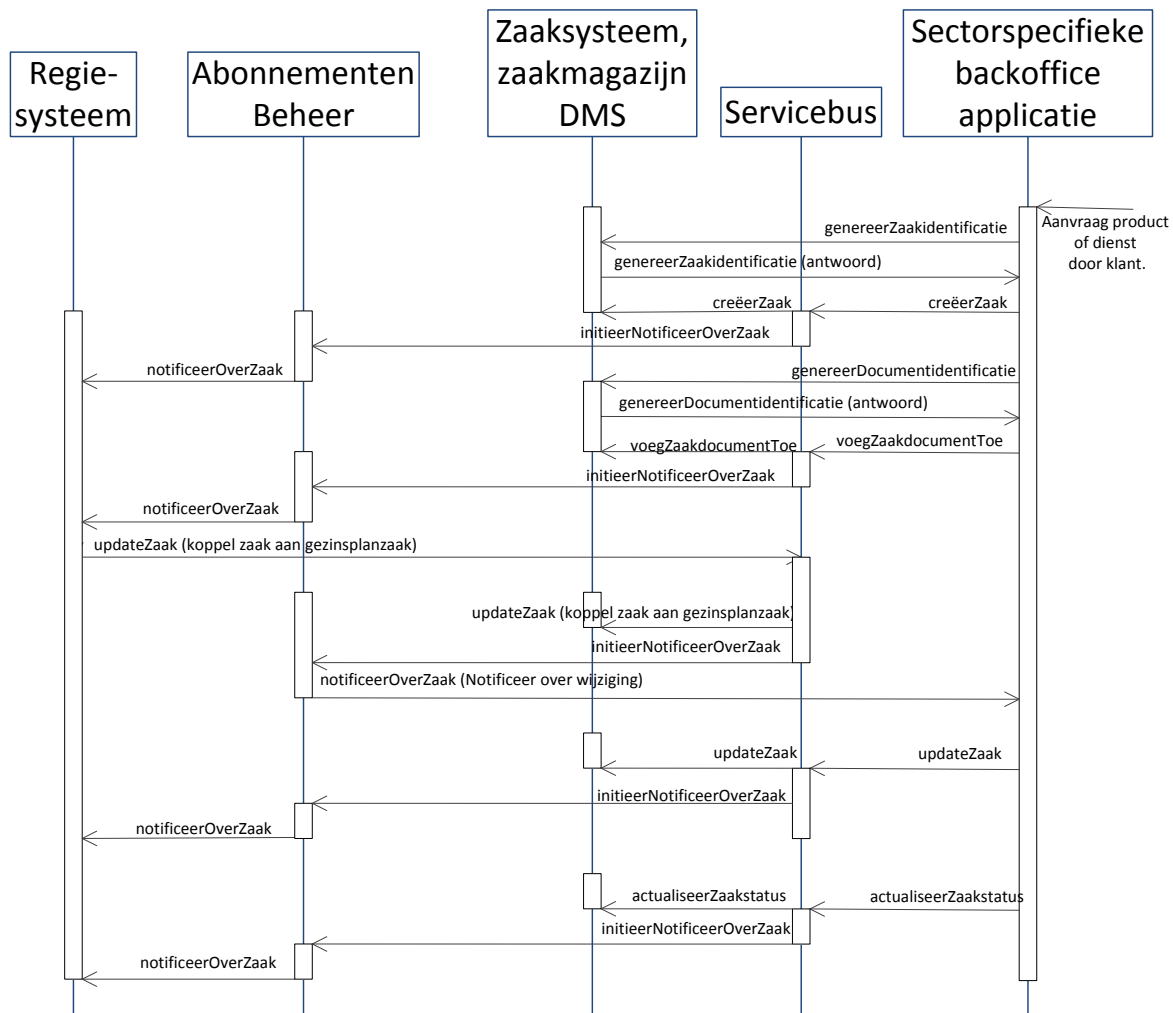 Regie-
systeem
Abonnementen
Beheer
Zaaksysteem,
zaakmagazijn
DMS
Servicebus
Sectorspecifieke
backoffice
applicatie
Aanvraag product
of dienst
door klant.
genereerZaakidentificatie
genereerZaakidentificatie (antwoord)
creëerZaak
creëerZaak
initieerNotificeerOverZaak
notificeerOverZaak
genereerDocumentidentificatie
genereerDocumentidentificatie (antwoord)
voegZaakdocumentToe
voegZaakdocumentToe
initieerNotificeerOverZaak
notificeerOverZaak
updateZaak (koppel zaak aan gezinsplanzaak)
updateZaak (koppel zaak aan gezinsplanzaak)
initieerNotificeerOverZaak
notificeerOverZaak (Notificeer over wijziging)
updateZaak
updateZaak
initieerNotificeerOverZaak
notificeerOverZaak
actualiseerZaakstatus
actualiseerZaakstatus
initieerNotificeerOverZaak
notificeerOverZaak